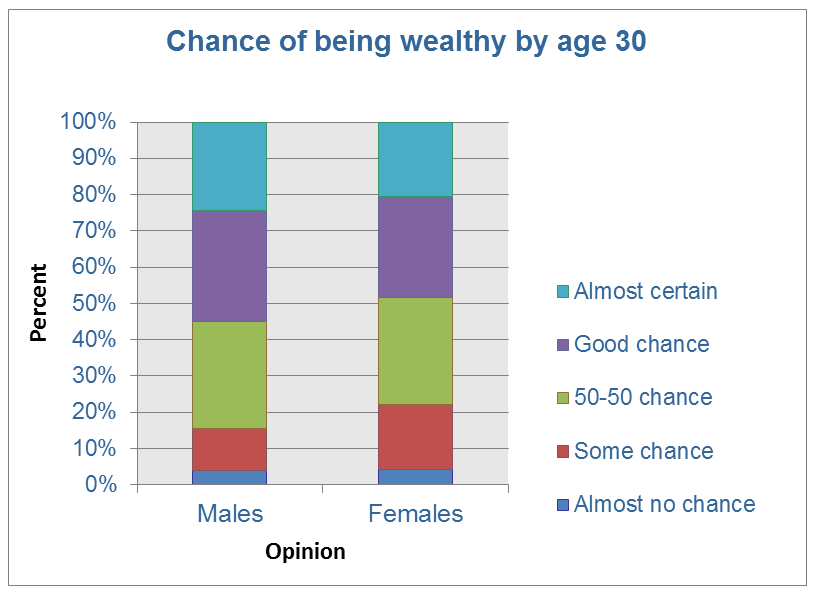 Chance of being wealthy by age 30
100%
90%
80%
70%
60%
50%
40%
30%
20%
10%
0%
Percent
Males
Females
Opinion
Almost certain
Good chance
50-50 chance
Some chance
Almost no chance